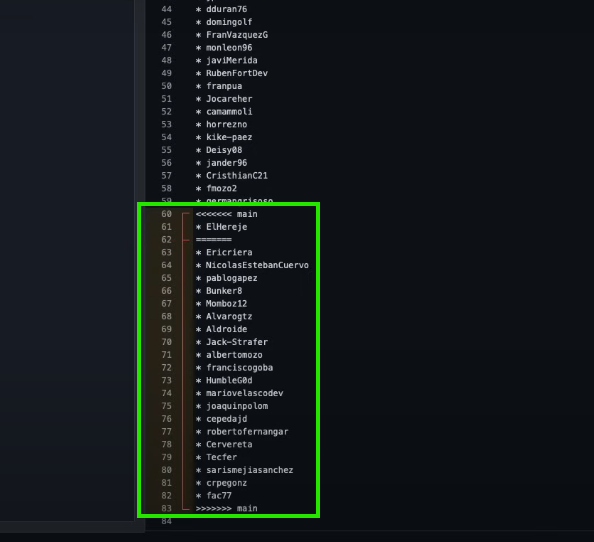 44 * dduran76
45 * domingolf
46 * FranVazquezG
47 * monleon96
48 * javiMerida
49 * RubenFortDev
50 * franpua
51 * Jocareher
52 * camammoli
53 * horrezno
54 * kike-paez
55 * Deisy08
56 * jander96
57 * CristhianC21
58 * fmozo2
59 * germangrisoso
60 <<<<<<< main
61 * ElHereje
62 =======
63 * Ericriera
64 * NicolasEstebanCuervo
65 * pablogapez
66 * Bunker8
67 * Momboz12
68 * Alvarogtz
69 * Aldroide
70 * Jack-Strafer
71 * albertomozo
72 * franciscogoba
73 * HumbleG0d
74 * mariovelascodev
75 * joaquinpolom
76 * cepedajd
77 * robertofernangar
78 * Cervereta
79 * Tecfer
80 * sarismejiasanchez
81 * crpegonz
82 * fac77
83 >>>>>>> main
84